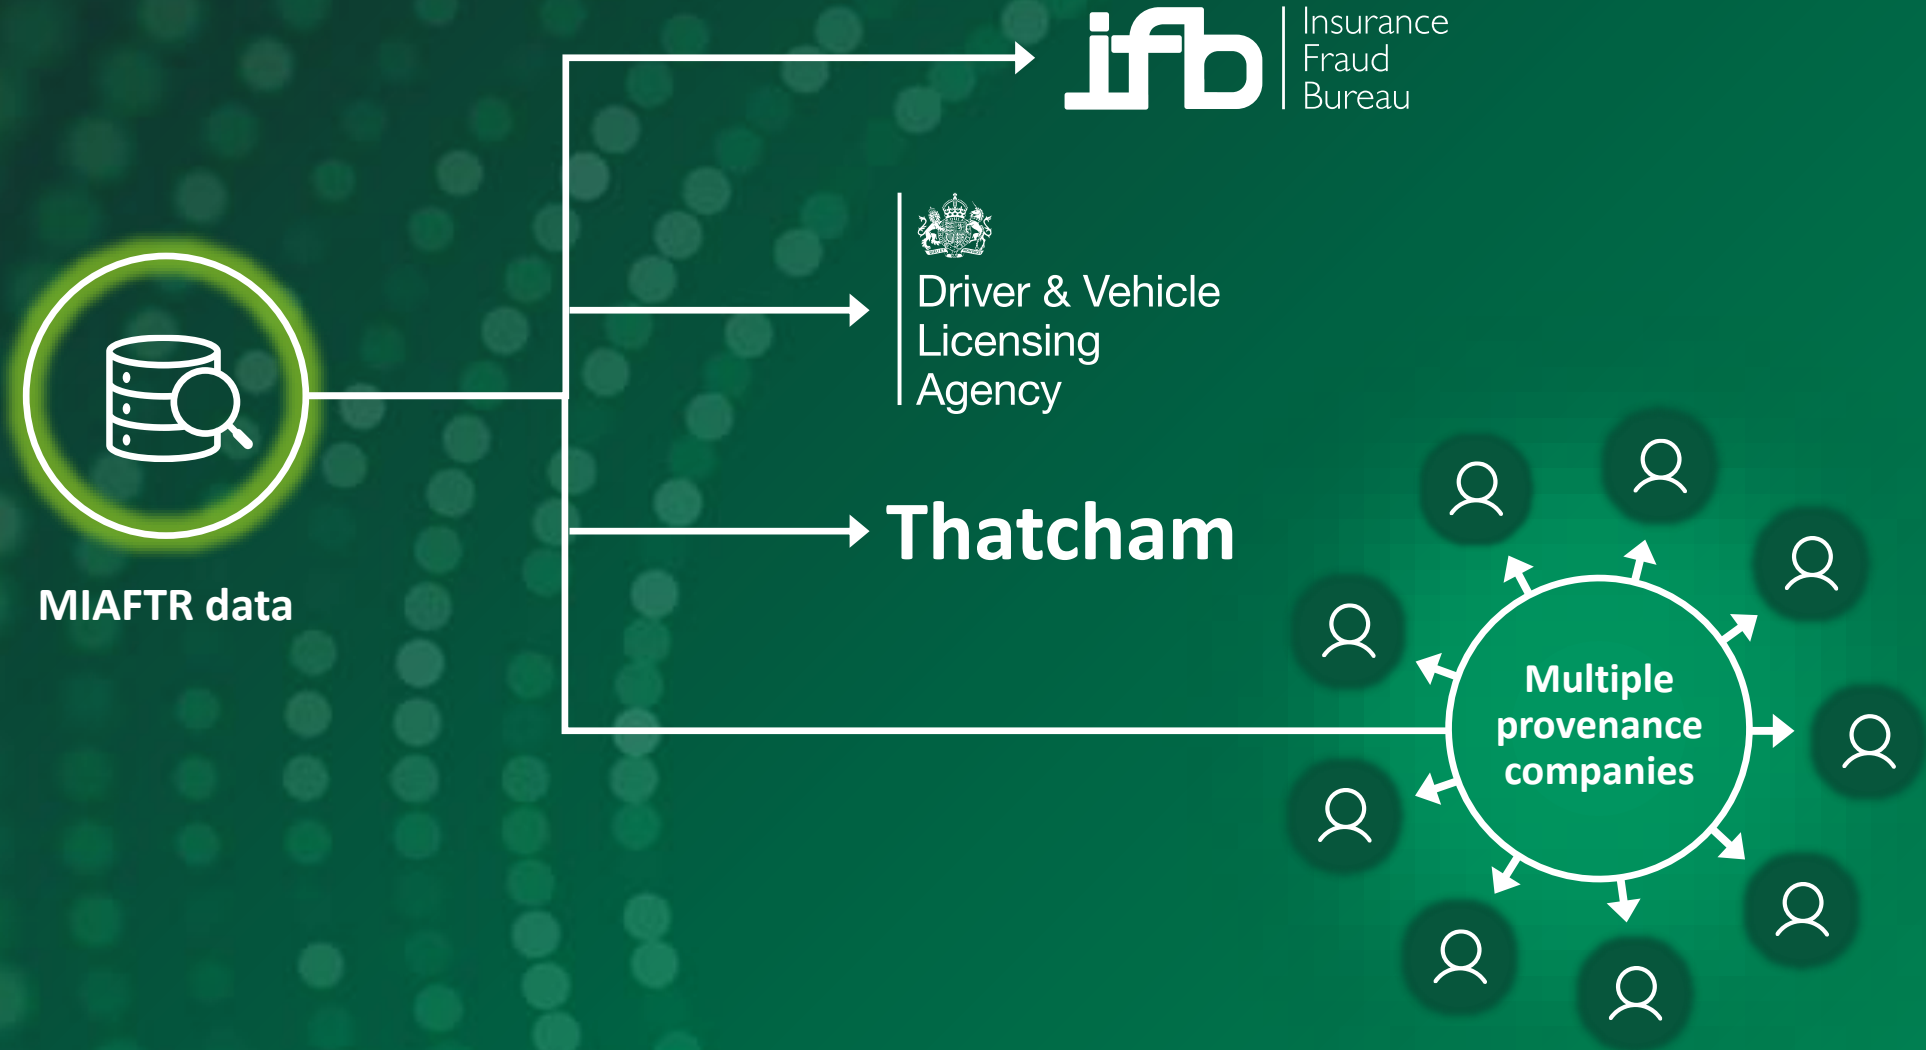 ifb
Insurance
Fraud
Bureau
Driver & Vehicle
Licensing
Agency
Thatcham
MIAFTR data
Multiple
provenance
companies